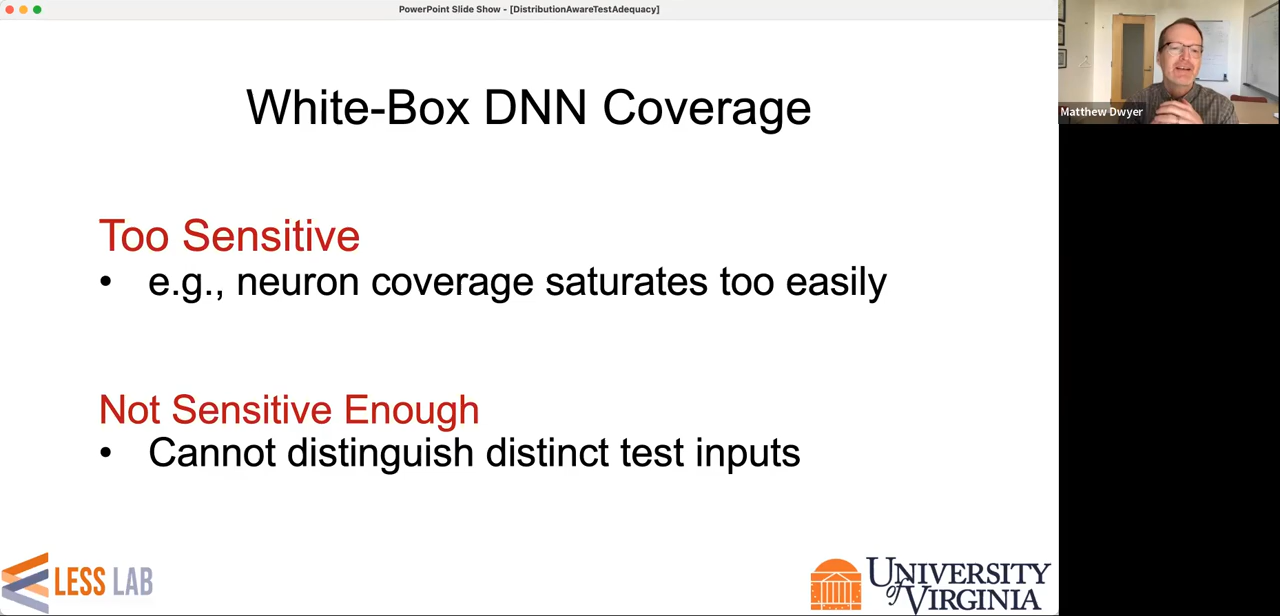 PowerPoint Slide Show - [DistributionAwareTestAdequacy]
White-Box DNN Coverage
Matthew Dwyer
Too Sensitive
• e.g., neuron coverage saturates too easily
Not Sensitive Enough
• Cannot distinguish distinct test inputs
LESS LAB
UNIVERSITY
of VIRGINIA